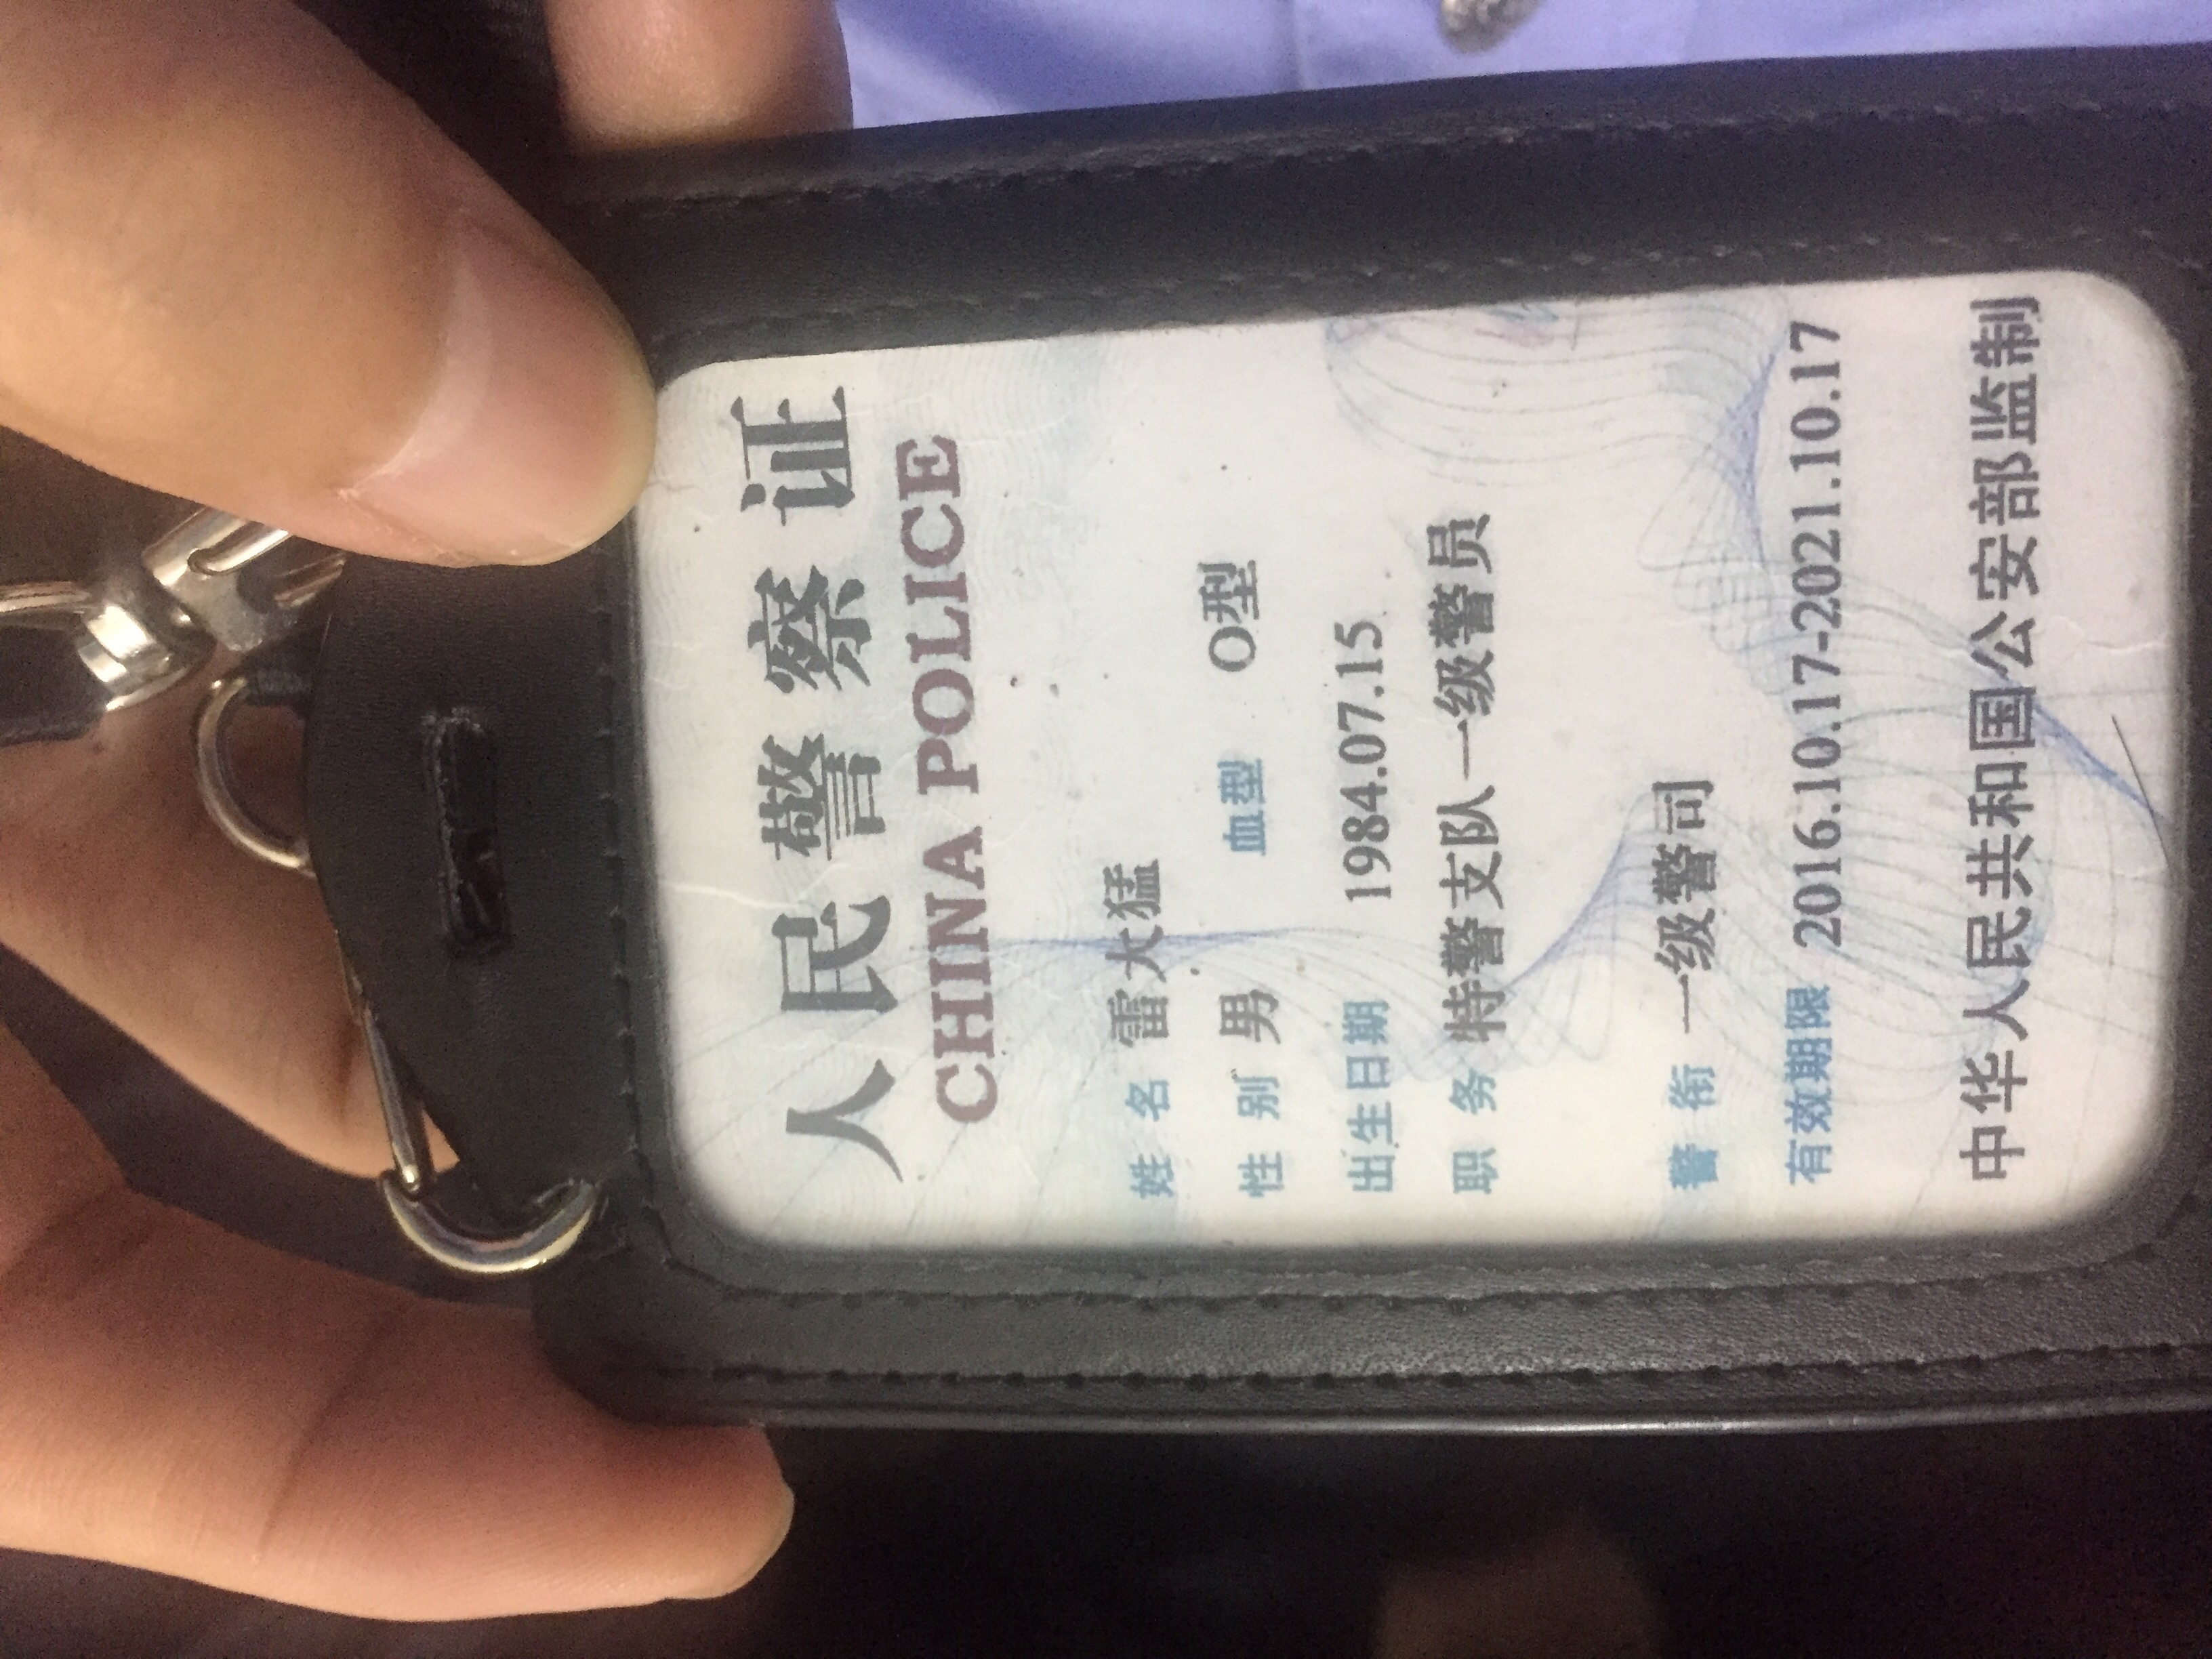 人民警察证
CHINA POLICE
姓 名 雷大猛
性 别 男 血型 O型
出生日期 1984.07.15
职 务 特警支队一级警员
警 衔 一级警司
有效期限 2016.10.17-2021.10.17
中华人民共和国公安部监制